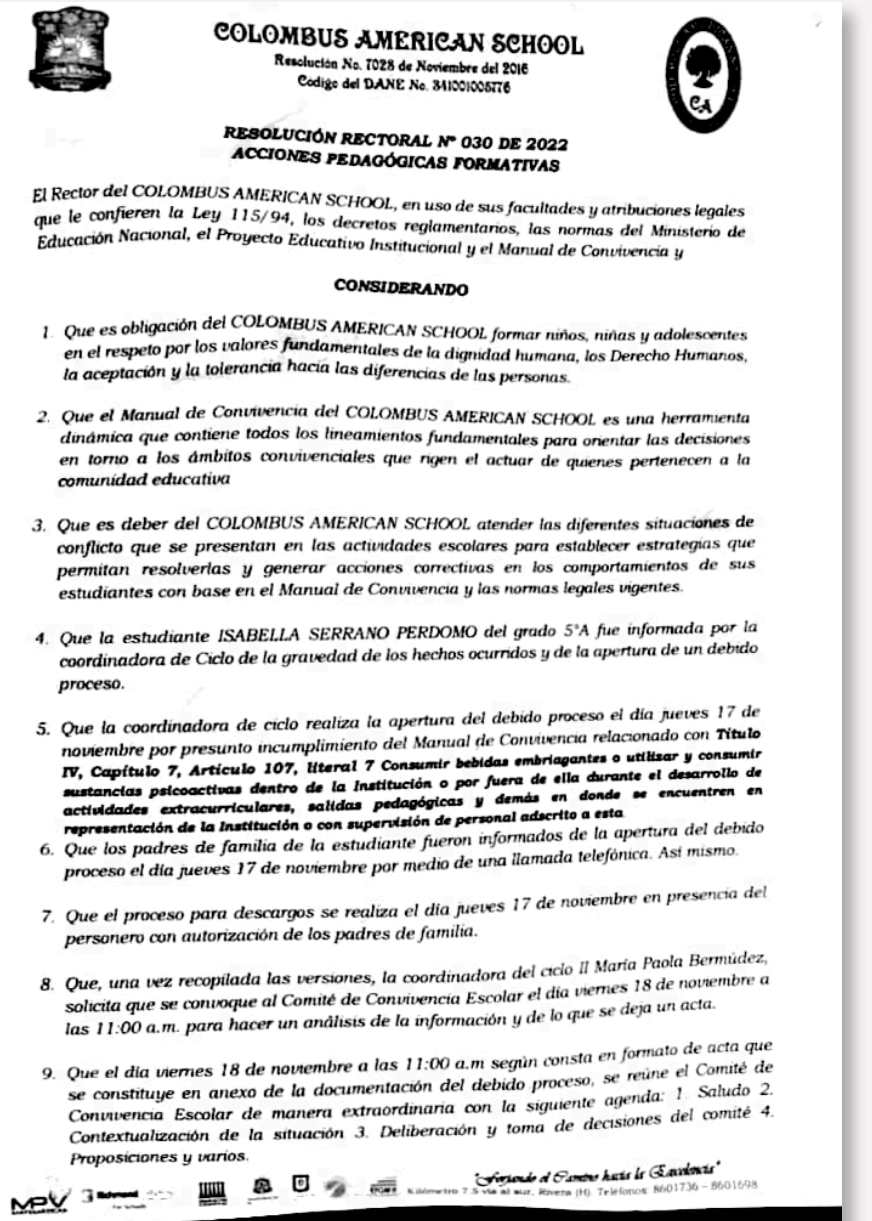 COLOMBUS AMERICAN SCHOOL
Resolución No. 7028 de Noviembre del 2016
Codigo del DANE No. 341001005776
CA
RESOLUCIÓN RECTORAL Nº 030 DE 2022
ACCIONES PEDAGÓGICAS FORMATIVAS
El Rector del COLOMBUS AMERICAN SCHOOL, en uso de sus facultades y atribuciones legales
que le confieren la Ley 115/94, los decretos reglamentarios, las normas del Ministerio de
Educación Nacional, el Proyecto Educativo Institucional y el Manual de Convivencia y
CONSIDERANDO
1. Que es obligación del COLOMBUS AMERICAN SCHOOL formar niños, niñas y adolescentes
en el respeto por los valores fundamentales de la dignidad humana, los Derecho Humanos,
la aceptación y la tolerancia hacía las diferencias de las personas.
2. Que el Manual de Convivencia del COLOMBUS AMERICAN SCHOOL es una herramienta
dinámica que contiene todos los lineamientos fundamentales para orientar las decisiones
en torno a los ámbitos convivenciales que rigen el actuar de quienes pertenecen a la
comunidad educativa
3. Que es deber del COLOMBUS AMERICAN SCHOOL atender las diferentes situaciones de
conflicto que se presentan en las actividades escolares para establecer estrategias que
permitan resolverlas y generar acciones correctivas en los comportamientos de sus
estudiantes con base en el Manual de Convivencia y las normas legales vigentes.
4. Que la estudiante ISABELLA SERRANO PERDOMO del grado 5°A fue informada por la
coordinadora de Ciclo de la gravedad de los hechos ocurridos y de la apertura de un debido
proceso.
5. Que la coordinadora de ciclo realiza la apertura del debido proceso el día jueves 17 de
noviembre por presunto incumplimiento del Manual de Convivencia relacionado con Título
IV, Capítulo 7, Artículo 107, literal 7 Consumir bebidas embriagantes o utilizar y consumir
sustancias psicoactivas dentro de la Institución o por fuera de ella durante el desarrollo de
actividades extracurriculares, salidas pedagógicas y demás en donde se encuentren en
representación de la Institución o con supervisión de personal adscrito a esta
6. Que los padres de familia de la estudiante fueron informados de la apertura del debido
proceso el día jueves 17 de noviembre por medio de una llamada telefónica. Así mismo.
7. Que el proceso para descargos se realiza el día jueves 17 de noviembre en presencia del
personero con autorización de los padres de familia.
8. Que, una vez recopilada las versiones, la coordinadora del ciclo II María Paola Bermúdez,
solicita que se convoque al Comité de Convivencia Escolar el día viernes 18 de noviembre a
las 11:00 a.m. para hacer un análisis de la información y de lo que se deja un acta.
9. Que el día viernes 18 de noviembre a las 11:00 a.m según consta en formato de acta que
se constituye en anexo de la documentación del debido proceso, se reúne el Comité de
Convivencia Escolar de manera extraordinaria con la siguiente agenda: 1. Saludo 2.
Contextualización de la situación 3. Deliberación y toma de decisiones del comité 4.
Proposiciones y varios.
"Forjando el Camino hacia la Excelencia"
Kilómetro 7.5 vía al sur, Rivera (H). Teléfonos: 8601736 - 8601698
MPV
Richmond